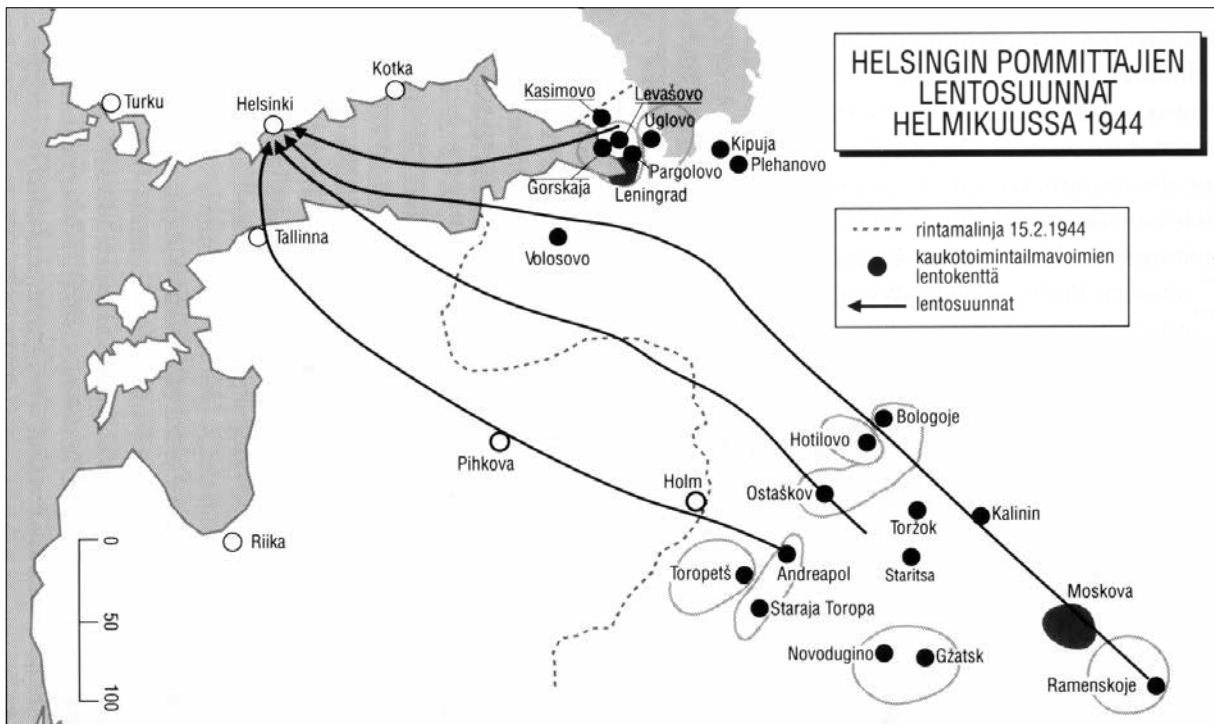 HELSINGIN POMMITTAJIEN
LENTOSUUNNAT
HELMIKUUSSA 1944
rintamalinja 15.2.1944
kaukotoimintailmavoimien
lentokenttä
lentosuunnat
Turku
Helsinki
Kotka
Kasimovo
Levašovo
Uglovo
Kipuja
Plehanovo
Pargolovo
Gorskaja
Leningrad
Tallinna
Volosovo
Bologoje
Hotilovo
Pihkova
Holm
Ostaškov
Toržok
Kalinin
Riika
Toropetš
Andreapol
Staritsa
Staraja Toropa
Moskova
Novodugino
Gžatsk
Ramenskoje
0
50
100